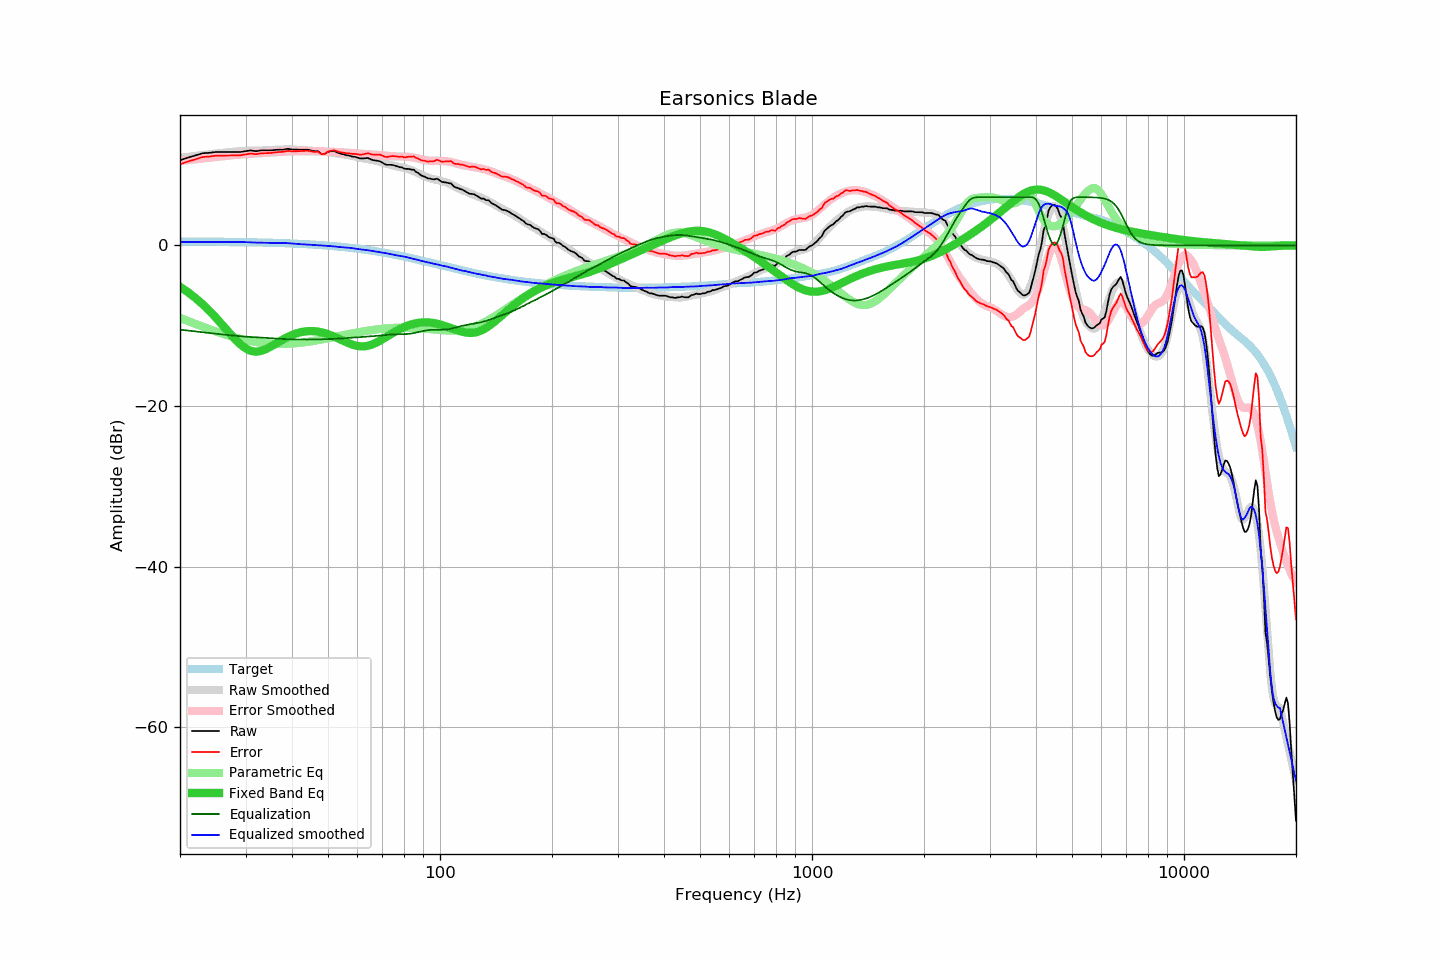 Earsonics Blade
Amplitude (dBr)
0
−20
−40
−60
Target
Raw Smoothed
Error Smoothed
Raw
Error
Parametric Eq
Fixed Band Eq
Equalization
Equalized smoothed
100
1000
10000
Frequency (Hz)